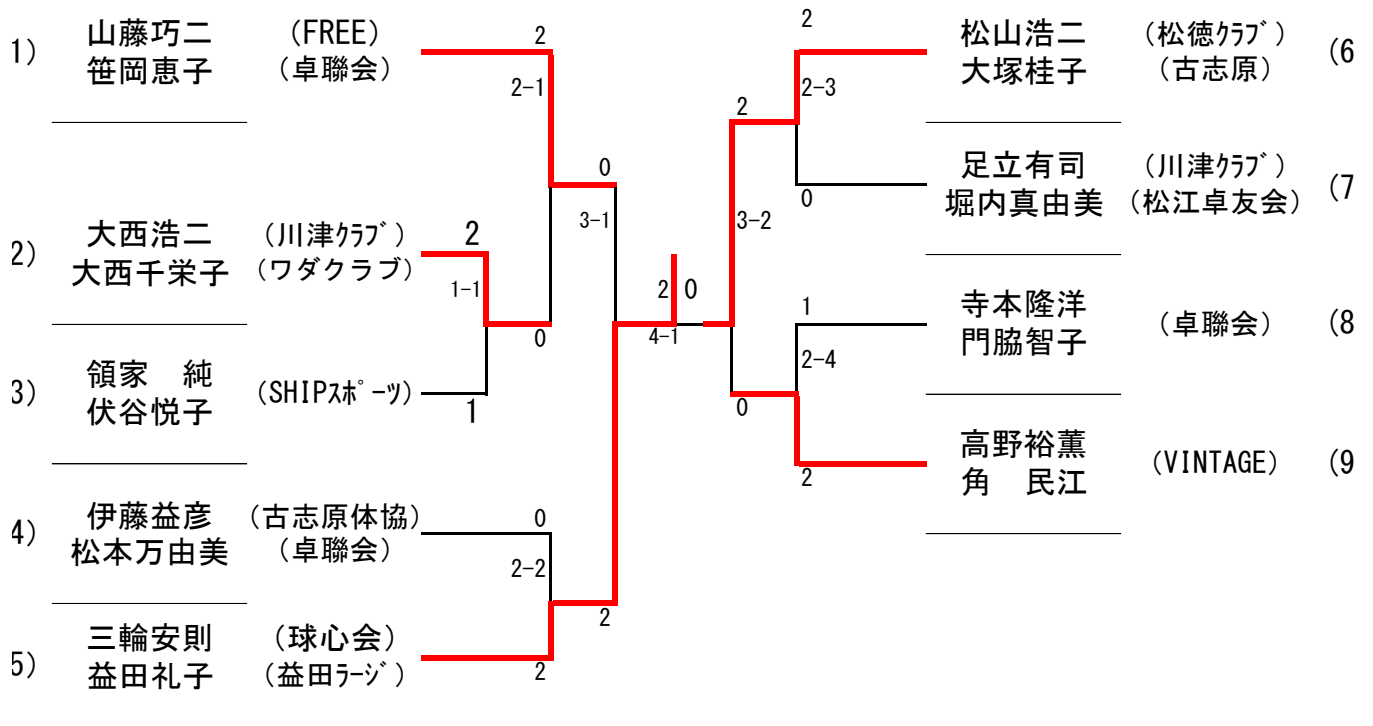 1) 山藤巧二 (FREE)
笹岡恵子 (卓聯会)
2
2-1
2) 大西浩二 (川津ｸﾗﾌﾞ)
大西千栄子 (ワダクラブ)
2
1-1
0
3) 領家　純
伏谷悦子
(SHIPｽﾎﾟｰﾂ)
1
0
3-1
4) 伊藤益彦 (古志原体協)
松本万由美 (卓聯会)
0
2-2
5) 三輪安則 (球心会)
益田礼子 (益田ﾗｰｼﾞ)
2
2
2 0
4-1
2
松山浩二 (松徳ｸﾗﾌﾞ) (6
大塚桂子 (古志原)
2-3
2
足立有司 (川津ｸﾗﾌﾞ) (7
堀内真由美 (松江卓友会)
0
3-2
1
寺本隆洋
門脇智子
(卓聯会) (8
2-4
0
高野裕薫
角　民江
(VINTAGE) (9
2